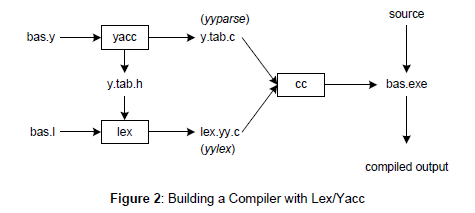 (yyparse)
source
bas.y
yacc
y.tab.c
y.tab.h
cc
bas.exe
bas.l
lex
lex.yy.c
(yylex)
compiled output
Figure 2: Building a Compiler with Lex/Yacc